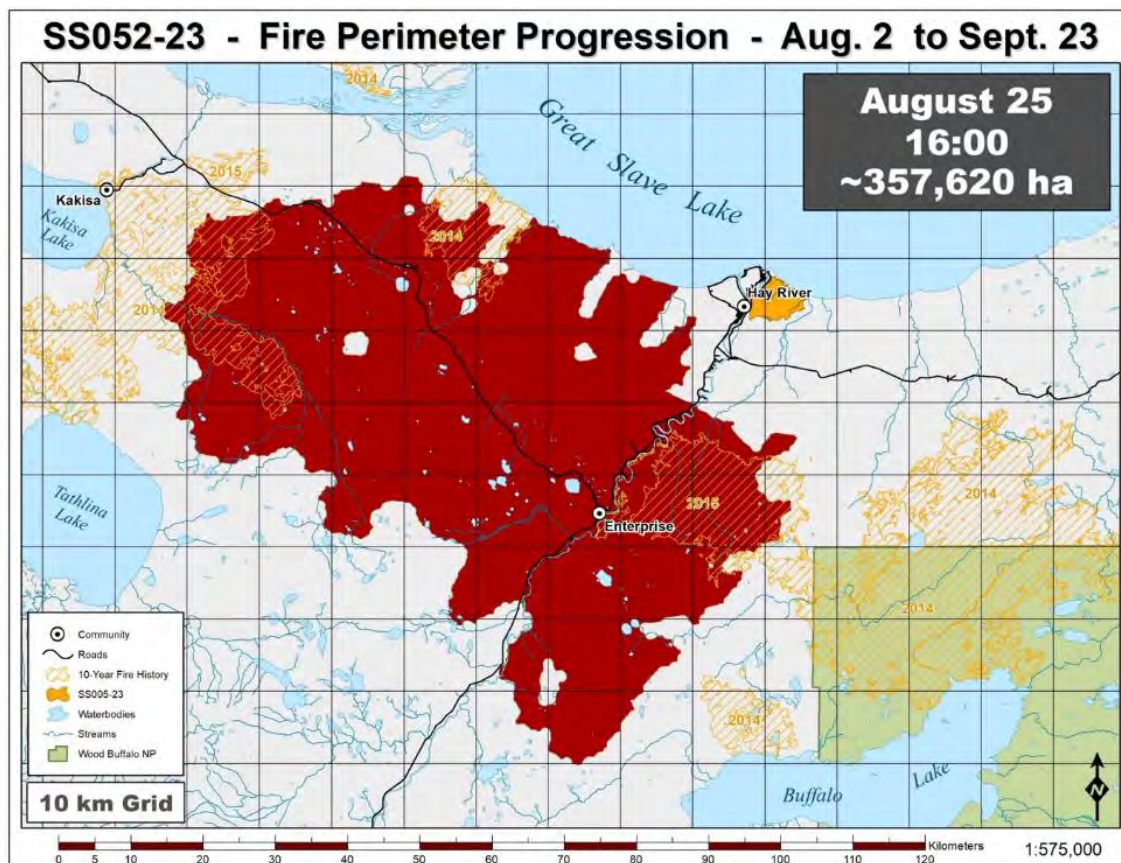 SS052-23 - Fire Perimeter Progression - Aug. 2 to Sept. 23
August 25
16:00
~357,620 ha
2014
Great Slave Lake
2015
Kakisa
Kakisa
Lake
2014
Hay River
2014
2014
2015
Enterprise
Tathlina
Lake
2014
2014
Buffalo
Lake
Community
Roads
10-Year Fire History
SS005-23
Waterbodies
Streams
Wood Buffalo NP
10 km Grid
N
Kilometers
0 5 10 20 30 40 50 60 70 80 90 100 110 120
1:575,000